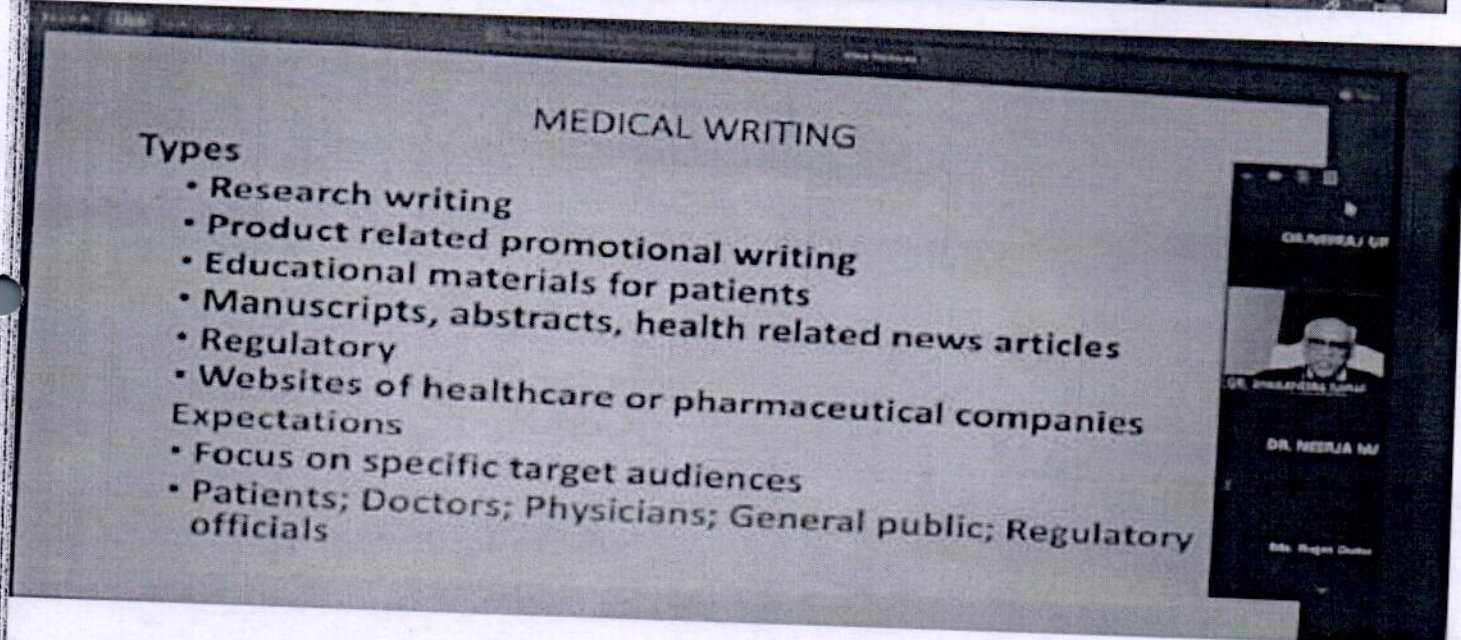 MEDICAL WRITING
Types
• Research writing
• Product related promotional writing
• Educational materials for patients
• Manuscripts, abstracts, health related news articles
• Regulatory
• Websites of healthcare or pharmaceutical companies
Expectations
• Focus on specific target audiences
• Patients; Doctors; Physicians; General public; Regulatory
officials
DR. NEERJA